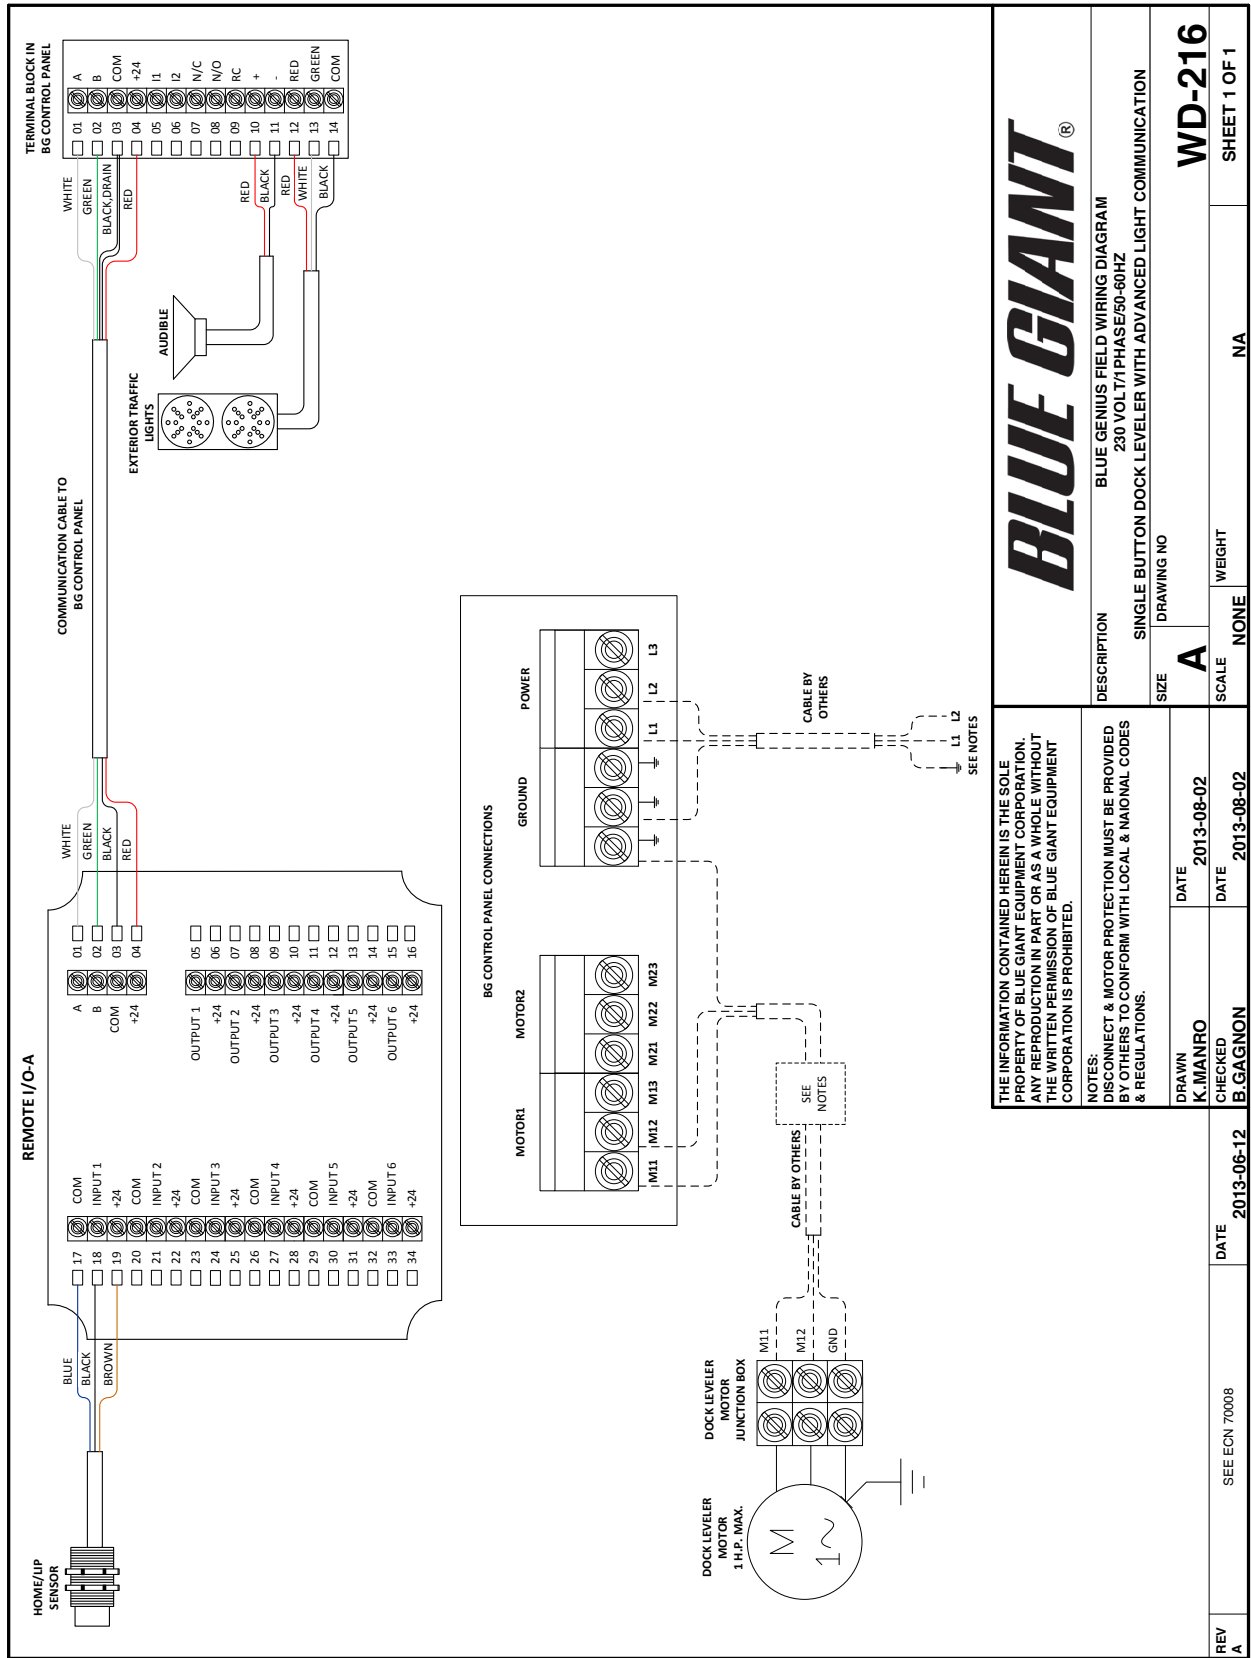 HOME/LIP
SENSOR
BLUE
BLACK
BROWN
REMOTE I/O-A
17 COM
18 INPUT 1
19 +24
20 COM
21 INPUT 2
22 +24
23 COM
24 INPUT 3
25 +24
26 COM
27 INPUT 4
28 +24
29 COM
30 INPUT 5
31 +24
32 COM
33 INPUT 6
34 +24
A 01
B 02
COM 03
+24 04
OUTPUT 1 05
+24 06
OUTPUT 2 07
+24 08
OUTPUT 3 09
+24 10
OUTPUT 4 11
+24 12
OUTPUT 5 13
+24 14
OUTPUT 6 15
+24 16
WHITE
GREEN
BLACK
RED
COMMUNICATION CABLE TO
BG CONTROL PANEL
WHITE
GREEN
BLACK,DRAIN
RED
TERMINAL BLOCK IN
BG CONTROL PANEL
01 A
02 B
03 COM
04 +24
05 I1
06 I2
07 N/C
08 N/O
09 RC
10 +
11 -
12 RED
13 GREEN
14 COM
RED
BLACK
RED
WHITE
BLACK
AUDIBLE
EXTERIOR TRAFFIC
LIGHTS
BG CONTROL PANEL CONNECTIONS
MOTOR1
MOTOR2
GROUND
POWER
M11 M12 M13 M21 M22 M23
L1 L2 L3
DOCK LEVELER
MOTOR
1 H.P. MAX.
M
1~
DOCK LEVELER
MOTOR
JUNCTION BOX
M11
M12
GND
CABLE BY OTHERS
SEE
NOTES
CABLE BY
OTHERS
L1 L2
SEE NOTES
THE INFORMATION CONTAINED HEREIN IS THE SOLE
PROPERTY OF BLUE GIANT EQUIPMENT CORPORATION.
ANY REPRODUCTION IN PART OR AS A WHOLE WITHOUT
THE WRITTEN PERMISSION OF BLUE GIANT EQUIPMENT
CORPORATION IS PROHIBITED.
NOTES:
DISCONNECT & MOTOR PROTECTION MUST BE PROVIDED
BY OTHERS TO CONFORM WITH LOCAL & NAIONAL CODES
& REGULATIONS.
BLUE GIANT ®
DESCRIPTION
BLUE GENIUS FIELD WIRING DIAGRAM
230 VOLT/1PHASE/50-60HZ
SINGLE BUTTON DOCK LEVELER WITH ADVANCED LIGHT COMMUNICATION
DRAWN
K.MANRO
DATE
2013-08-02
SIZE
A
DRAWING NO
WD-216
REV
A
SEE ECN 70008
DATE
2013-06-12
CHECKED
B.GAGNON
DATE
2013-08-02
SCALE
NONE
WEIGHT
NA
SHEET 1 OF 1